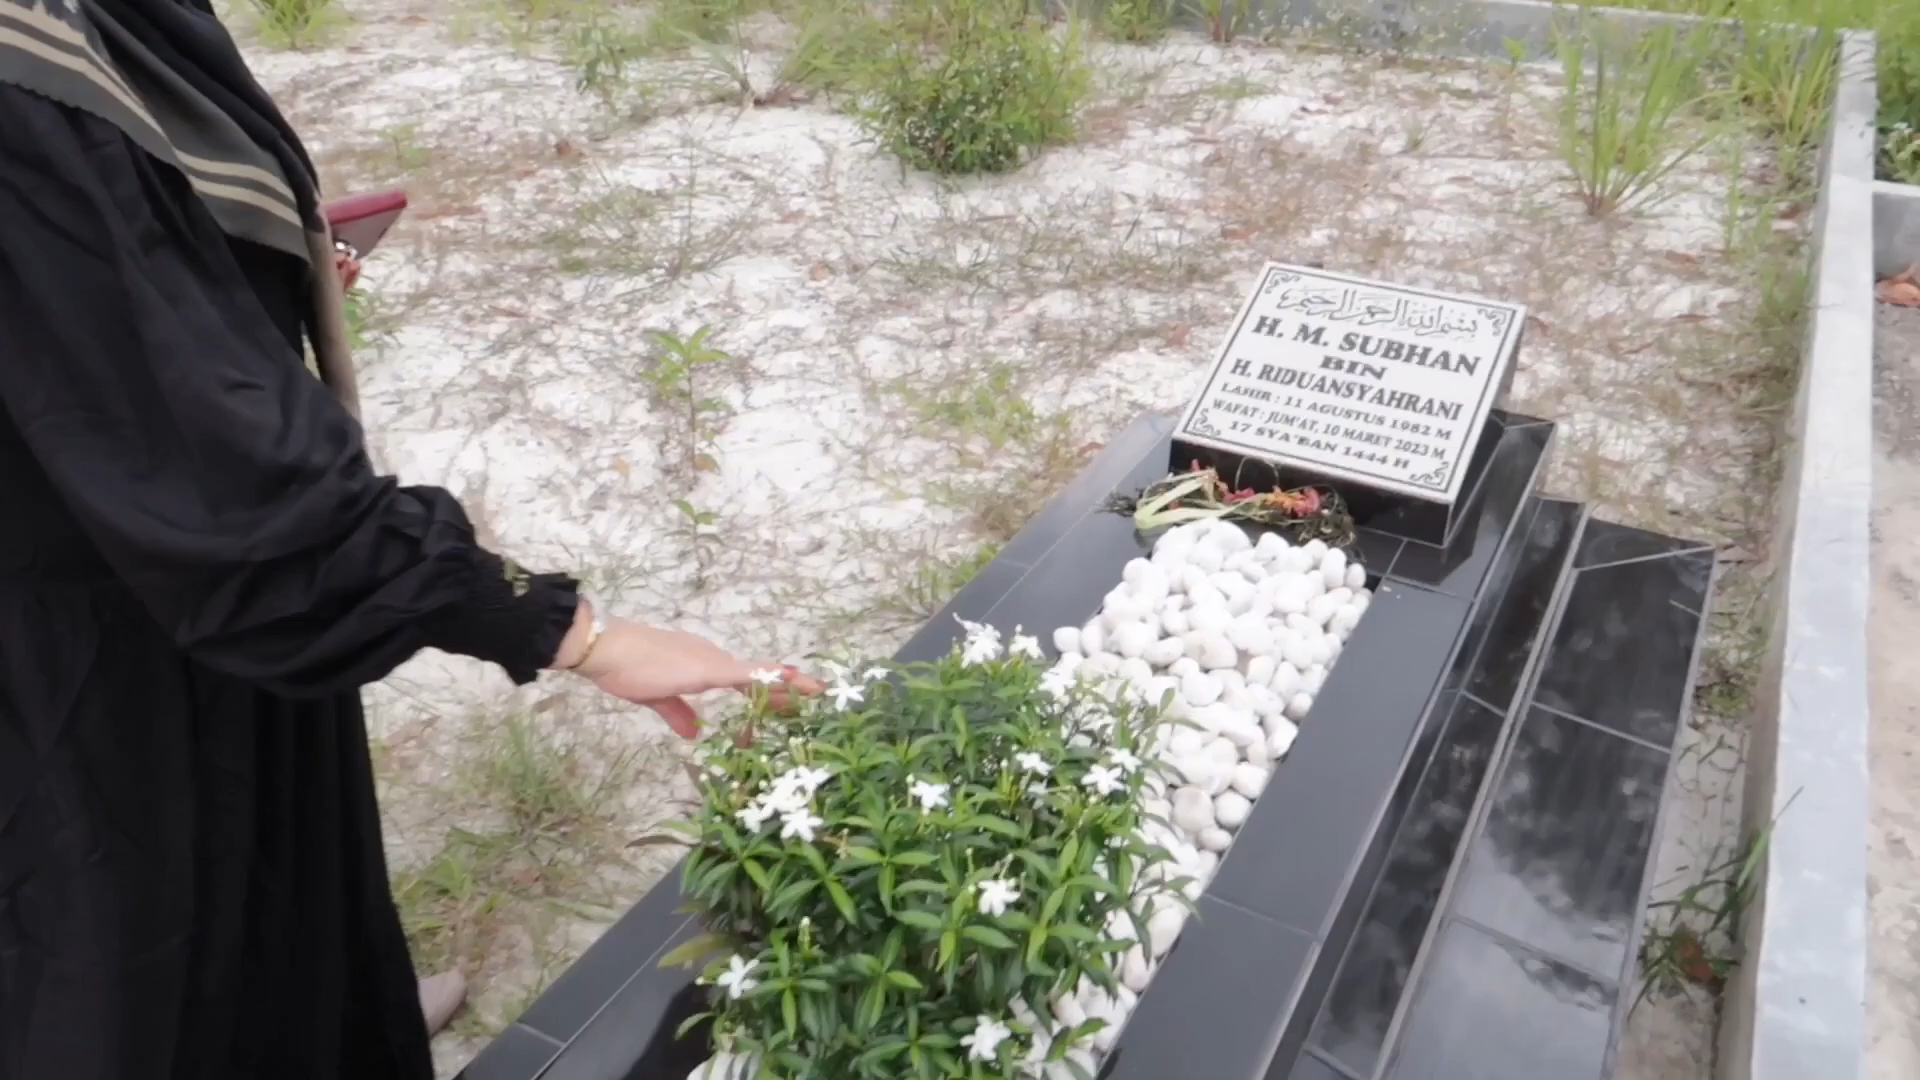 بسم الله الرحمن الرحيم
H. M. SUBHAN
BIN
H. RIDUANSYAHRANI
LAHIR : 11 AGUSTUS 1982 M
WAFAT : JUM'AT, 10 MARET 2023 M
17 SYA'BAN 1444 H